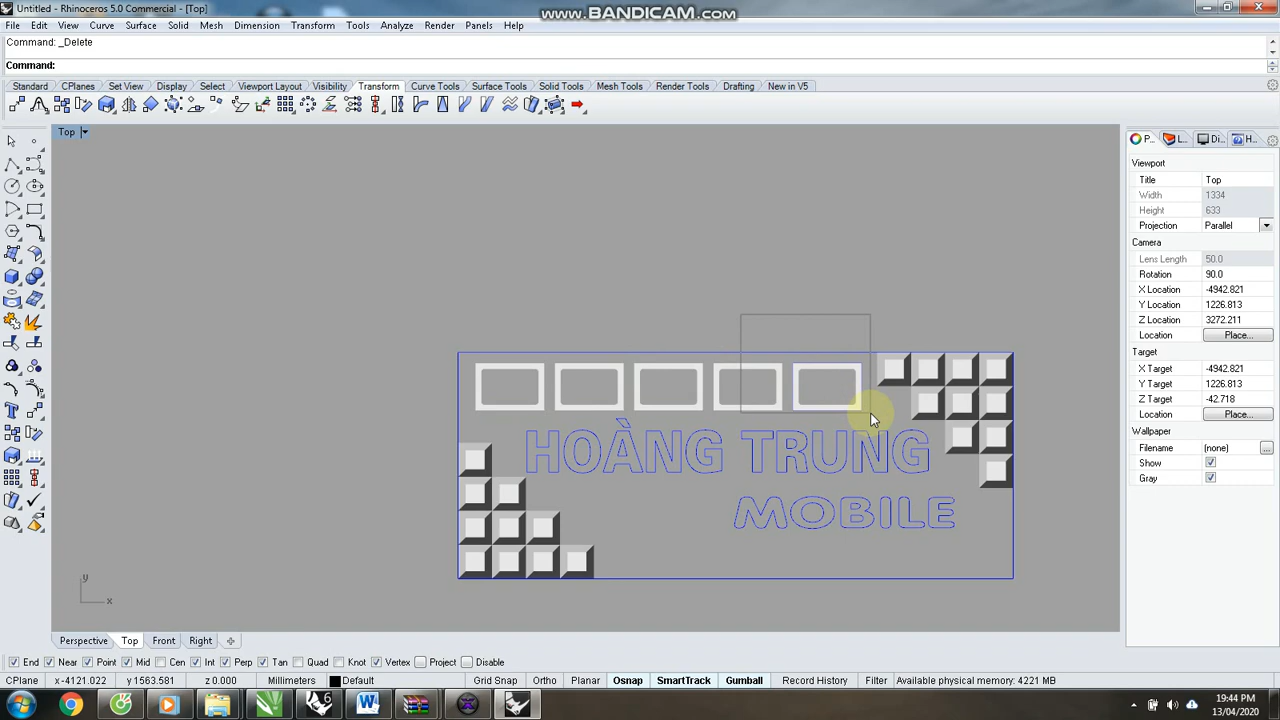 Untitled - Rhinoceros 5.0 Commercial - [Top]
www.BANDICAM.com
File Edit View Curve Surface Solid Mesh Dimension Transform Tools Analyze Render Panels Help
Command: _Delete
Command:
Standard CPlanes Set View Display Select Viewport Layout Visibility Transform Curve Tools Surface Tools Solid Tools Mesh Tools Render Tools Drafting New in V5
Top
P... L... Di... H...
Viewport
Title Top
Width 1334
Height 633
Projection Parallel
Camera
Lens Length 50.0
Rotation 90.0
X Location -4942.821
Y Location 1226.813
Z Location 3272.211
Location Place...
Target
X Target -4942.821
Y Target 1226.813
Z Target -42.718
Location Place...
Wallpaper
Filename (none) ...
Show
Gray
HOÀNG TRUNG
MOBILE
y
x
Perspective Top Front Right
End Near Point Mid Cen Int Perp Tan Quad Knot Vertex Project Disable
CPlane x -4121.022 y 1563.581 z 0.000 Millimeters Default Grid Snap Ortho Planar Osnap SmartTrack Gumball Record History Filter Available physical memory: 4221 MB
19:44 PM
13/04/2020